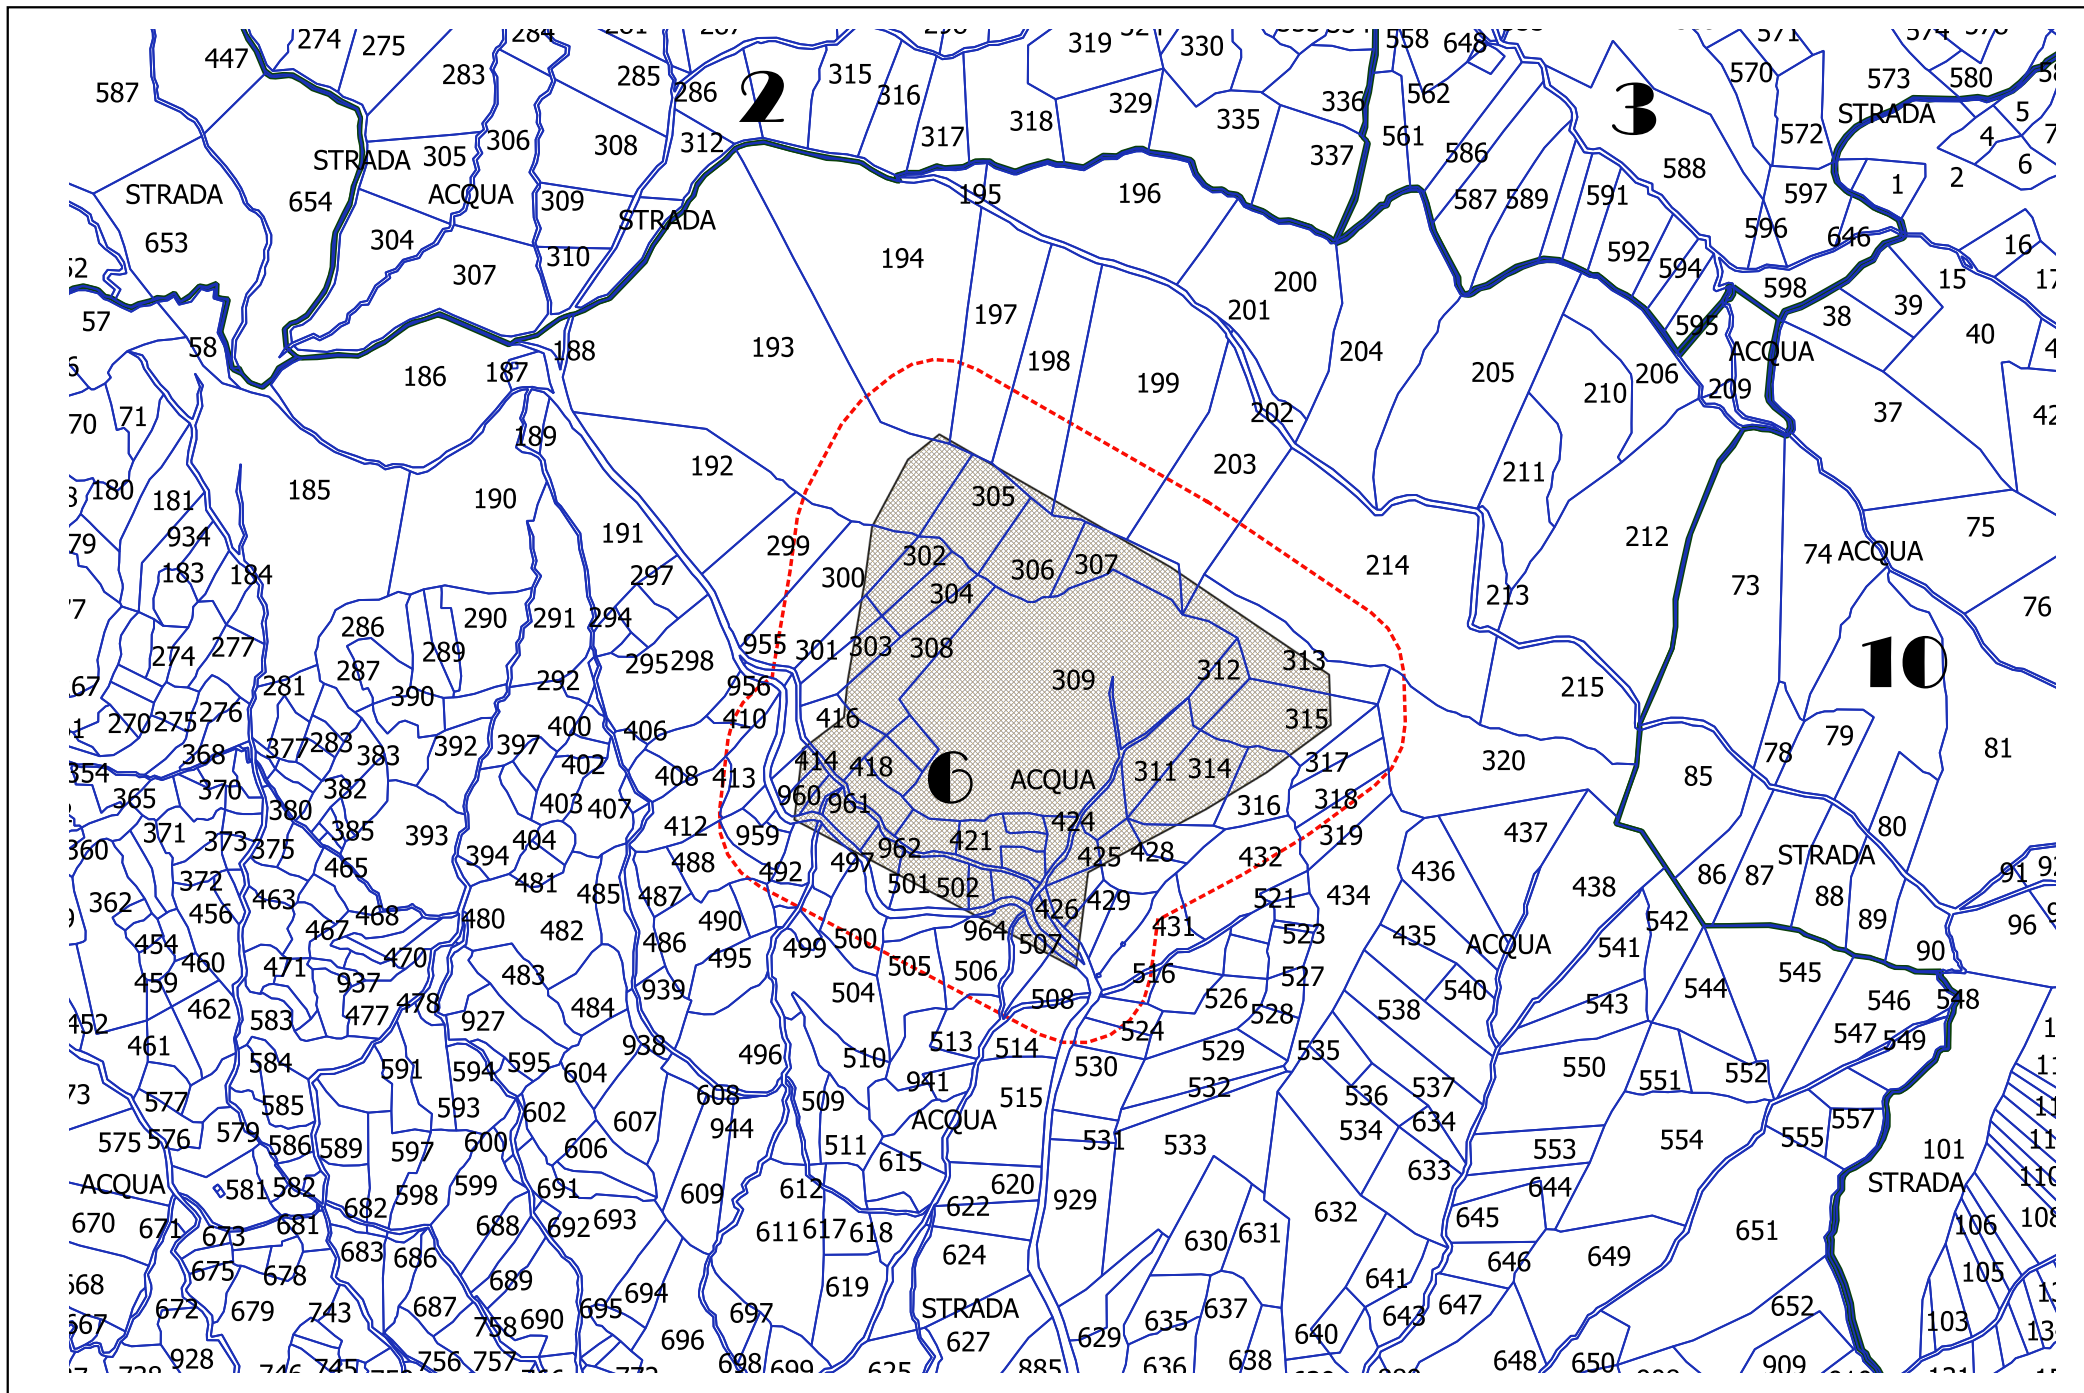 274 275 284 319 330 558 648 571 574
447 283 285 315 570 573 580
587 286 316 2 329 336 562 3 STRADA 5
306 308 312 317 318 335 561 572 4 7
STRADA 305 337 586 588 6
STRADA 654 ACQUA 309 STRADA 195 196 587 589 591 597 1 2
653 304 310 194 592 596 646 16
307 200 594 598 15 17
57 201 197 595 38 39 40
58 188 193 198 204 ACQUA
186 187 199 205 206 209
70 71 189 202 210 37 42
192 203 211
180 181 185 190 305
934 191 299 302 212 75
183 184 297 300 304 306 307 214 74 ACQUA
286 290 291 294 213 73 76
274 277 287 289 295 298 955 301 303 308 10
281 390 292 956 309 312 313 215
67 270 275 276 400 406 410 416 315
368 377 283 383 392 397 402 408 413 414 418 6 ACQUA 311 314 317 320 78 79 81
354 365 370 380 382 403 407 960 961 316 318 85
371 373 375 385 393 404 412 959 421 424 319 437 80
360 372 465 394 488 492 497 962 425 428 432 STRADA
362 456 463 481 485 487 501 502 436 438 86 87 91
467 468 480 490 426 429 521 434 88 89 96
454 460 471 470 482 486 495 499 500 964 507 431 523 435 ACQUA 541 542 90
459 937 483 939 505 506 516 527 540 545
462 583 477 478 484 504 508 526 528 538 543 544 546 548
452 461 927 938 513 514 524 547 549
584 591 594 595 604 496 510 530 529 535 550 551 552
577 585 593 602 608 941 515 532 536 537
575 576 579 586 589 597 600 606 607 944 509 511 ACQUA 531 533 534 634 553 554 555 557 101
ACQUA 581 582 598 599 691 609 612 615 620 929 633 644 STRADA 110
670 671 673 681 682 688 692 693 611 617 618 622 630 631 632 645 651 106 108
668 675 678 683 686 689 694 619 624 641 646 649 105
667 672 679 743 687 758 690 695 696 697 STRADA 627 629 635 637 640 643 647 652 103
928 756 757 698 699 625 885 636 638 648 650 909